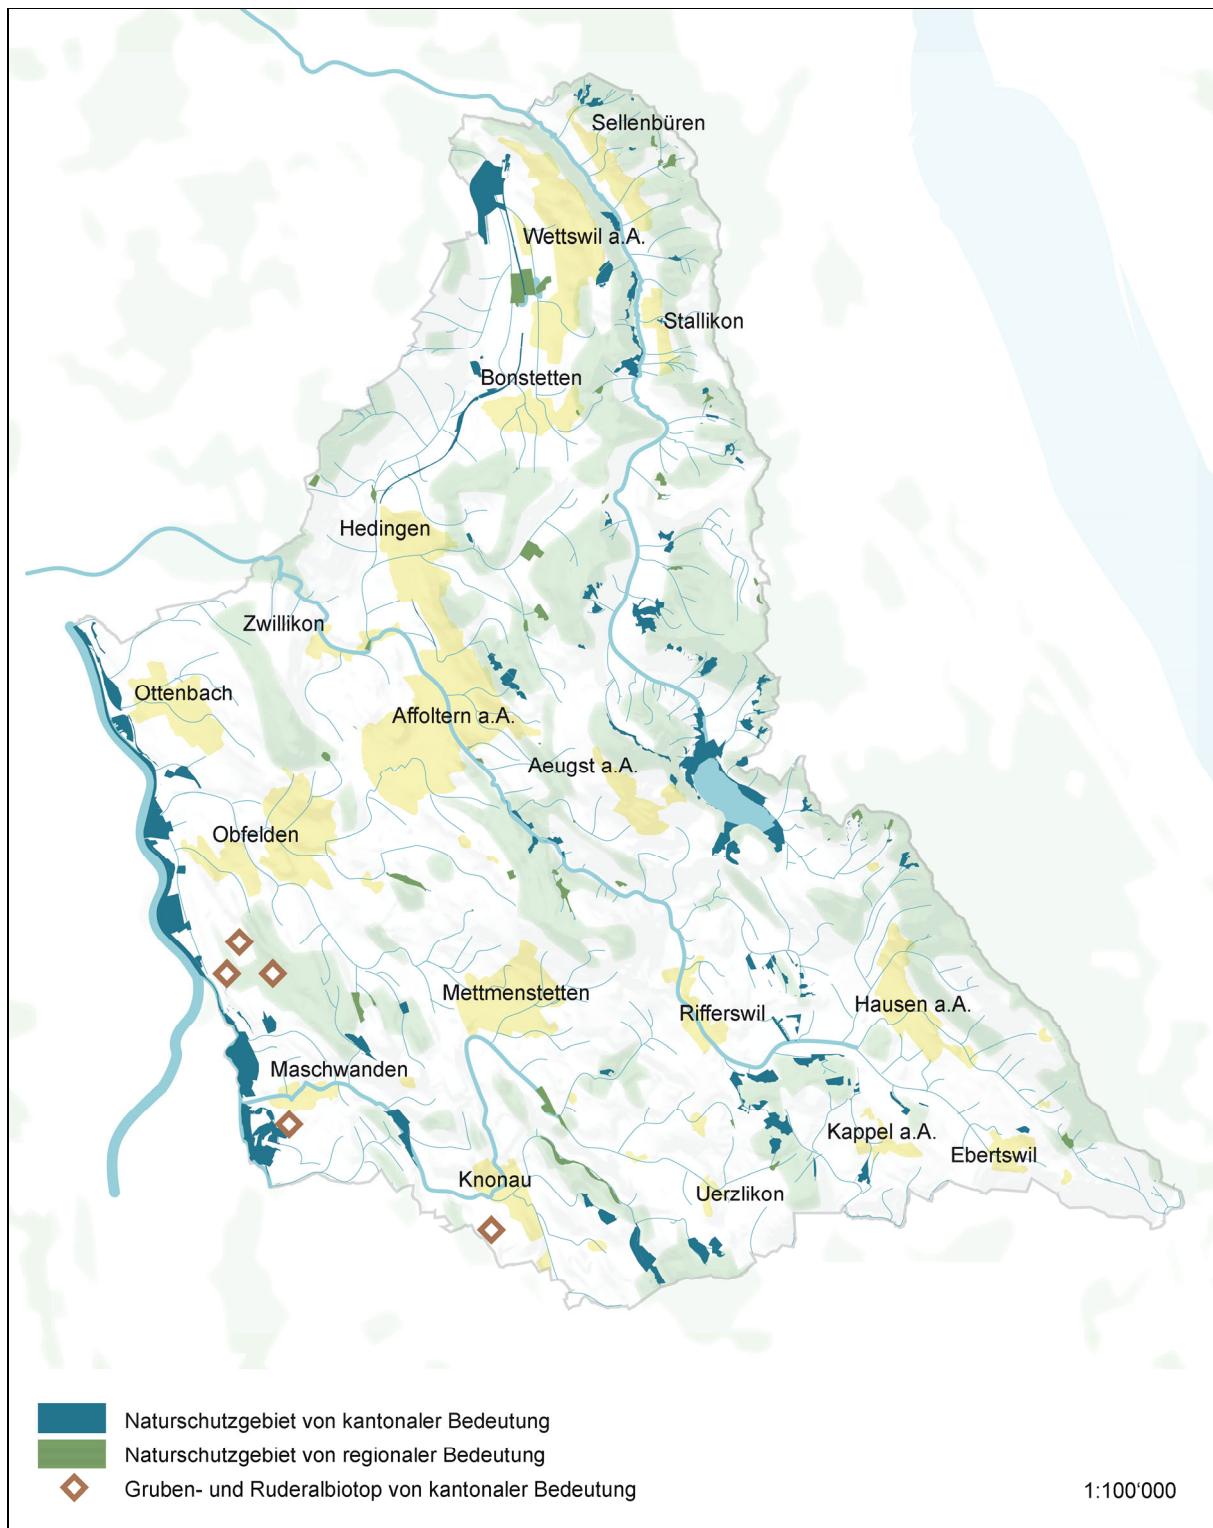 Sellenbüren
Wettswil a.A.
Stallikon
Bonstetten
Hedingen
Zwillikon
Ottenbach
Affoltern a.A.
Aeugst a.A.
Obfelden
Mettmenstetten
Rifferswil
Hausen a.A.
Maschwanden
Kappel a.A.
Ebertswil
Knonau
Uerzlikon
Naturschutzgebiet von kantonaler Bedeutung
Naturschutzgebiet von regionaler Bedeutung
Gruben- und Ruderalbiotop von kantonaler Bedeutung
1:100‘000